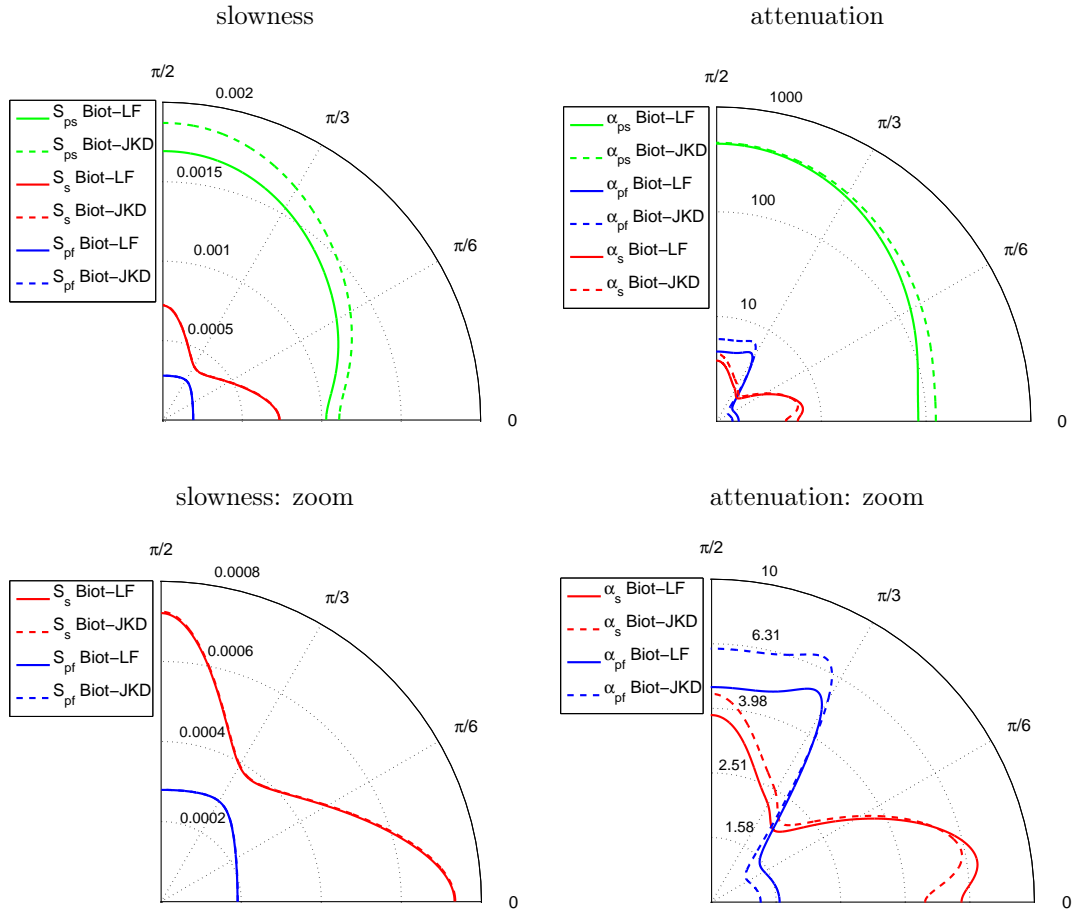 slowness
π/2
0.002
π/3
π/6
0
0.0015
0.001
0.0005
S_ps Biot−LF
S_ps Biot−JKD
S_s Biot−LF
S_s Biot−JKD
S_pf Biot−LF
S_pf Biot−JKD
attenuation
π/2
1000
π/3
π/6
0
100
10
α_ps Biot−LF
α_ps Biot−JKD
α_pf Biot−LF
α_pf Biot−JKD
α_s Biot−LF
α_s Biot−JKD
slowness: zoom
π/2
0.0008
π/3
π/6
0
0.0006
0.0004
0.0002
S_s Biot−LF
S_s Biot−JKD
S_pf Biot−LF
S_pf Biot−JKD
attenuation: zoom
π/2
10
π/3
π/6
0
6.31
3.98
2.51
1.58
α_s Biot−LF
α_s Biot−JKD
α_pf Biot−LF
α_pf Biot−JKD